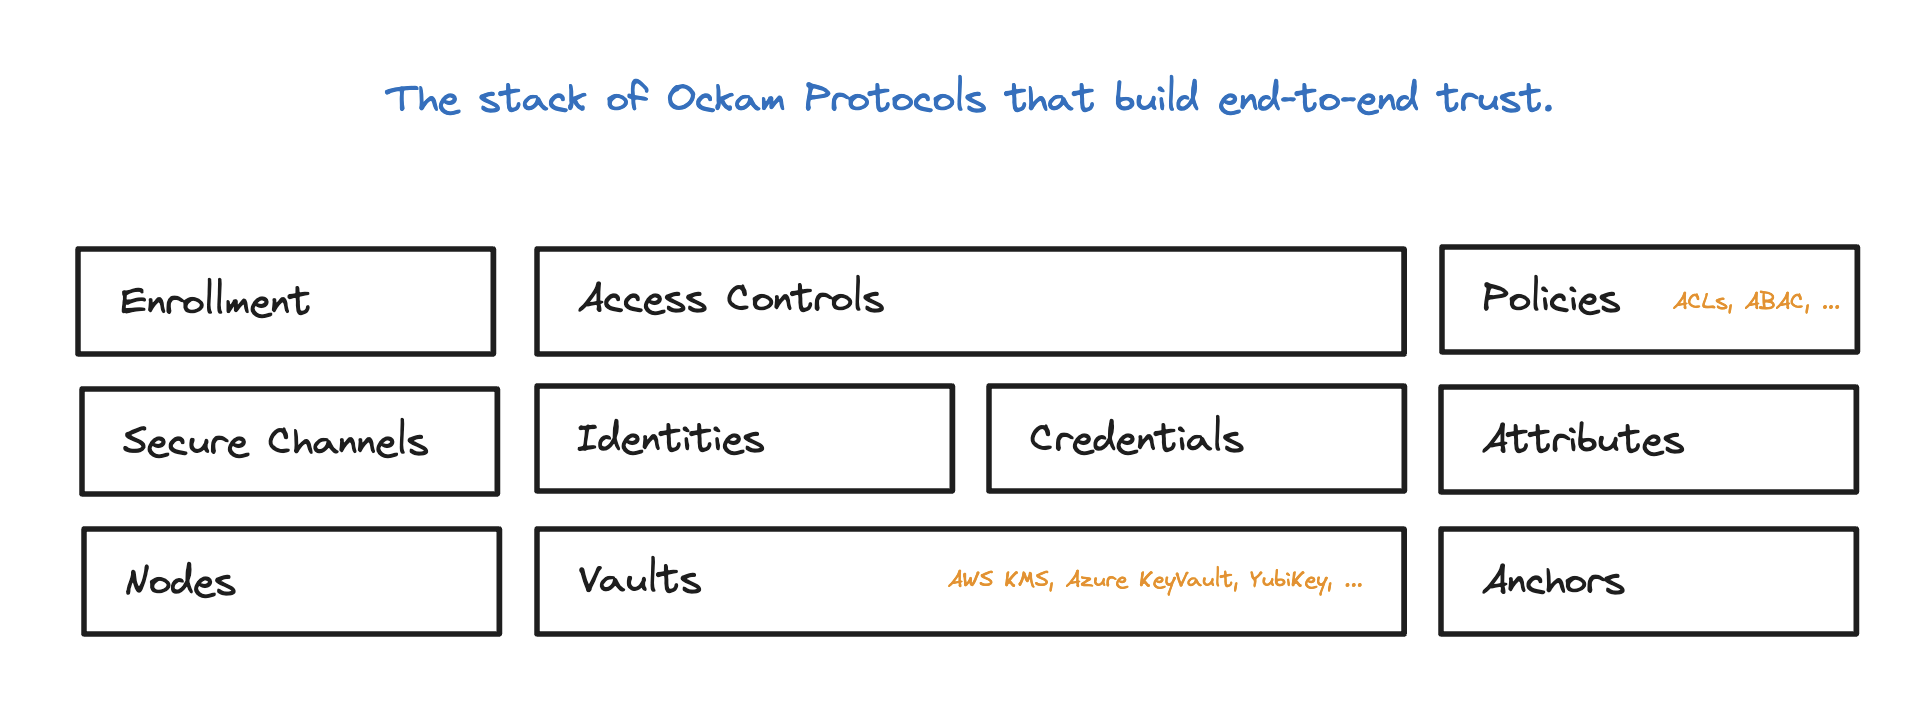 The stack of Ockam Protocols that build end-to-end trust.
Enrollment
Access Controls
Policies ACLs, ABAC, ...
Secure Channels
Identities
Credentials
Attributes
Nodes
Vaults AWS KMS, Azure KeyVault, YubiKey, ...
Anchors